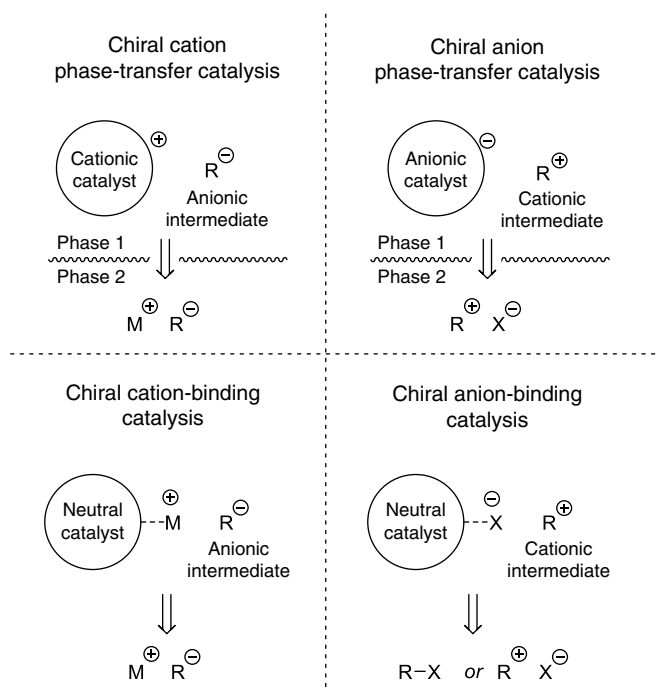 Chiral cation
phase-transfer catalysis
Cationic
catalyst
⊕
R⊖
Anionic
intermediate
Phase 1
Phase 2
M⊕ R⊖
Chiral anion
phase-transfer catalysis
Anionic
catalyst
⊖
R⊕
Cationic
intermediate
Phase 1
Phase 2
R⊕ X⊖
Chiral cation-binding
catalysis
Neutral
catalyst
M⊕
R⊖
Anionic
intermediate
M⊕ R⊖
Chiral anion-binding
catalysis
Neutral
catalyst
X⊖
R⊕
Cationic
intermediate
R–X or R⊕ X⊖